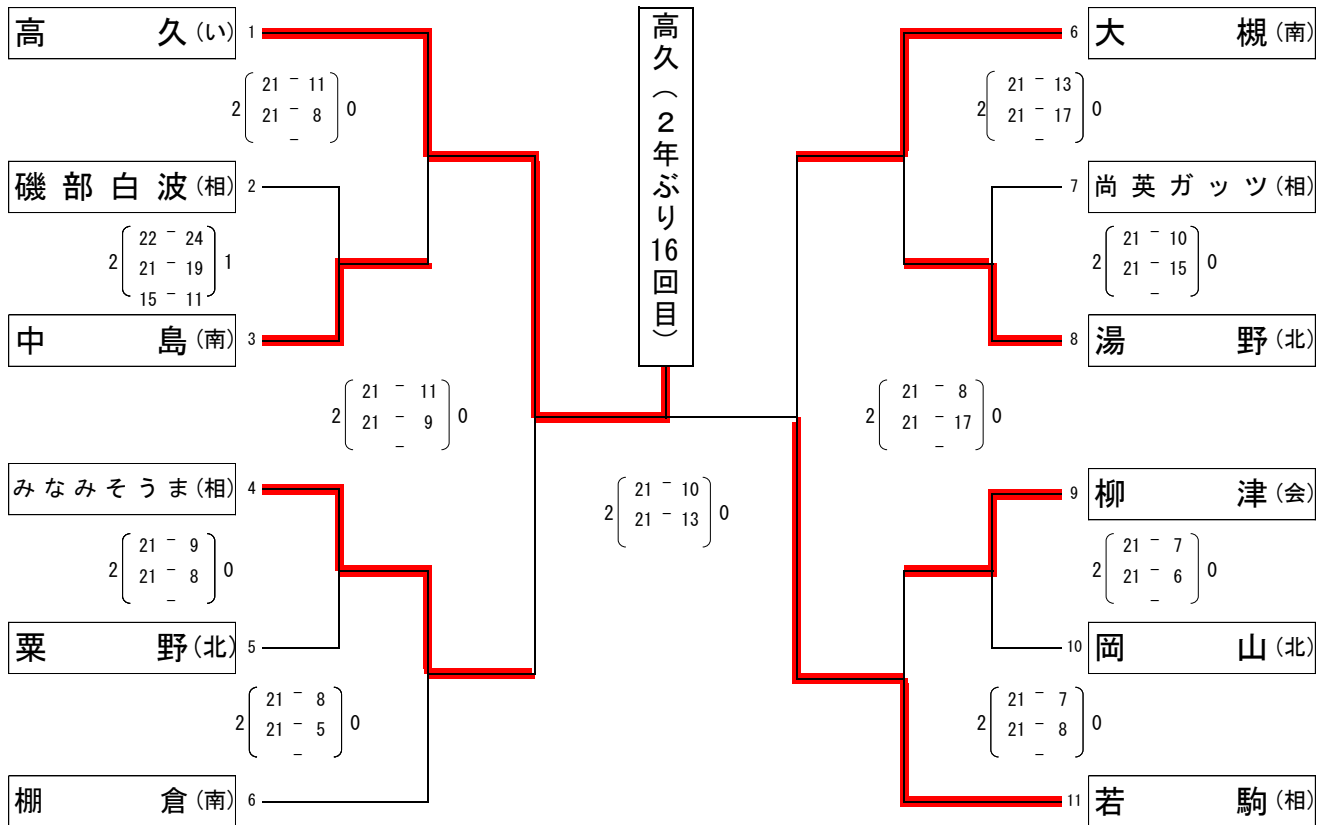 高久(い) 1
2 21 - 11 0
21 - 8
-
磯部白波(相) 2
22 - 24
2 21 - 19 1
15 - 11
中島(南) 3
21 - 11
2 21 - 9 0
-
みなみそうま(相) 4
21 - 9
2 21 - 8 0
-
粟野(北) 5
21 - 8
2 21 - 5 0
-
棚倉(南) 6
高久(2年ぶり16回目)
21 - 10
2 21 - 13 0
6 大槻(南)
21 - 13
2 21 - 17 0
-
7 尚英ガッツ(相)
21 - 10
2 21 - 15 0
-
8 湯野(北)
21 - 8
2 21 - 17 0
-
9 柳津(会)
21 - 7
2 21 - 6 0
-
10 岡山(北)
21 - 7
2 21 - 8 0
-
11 若駒(相)